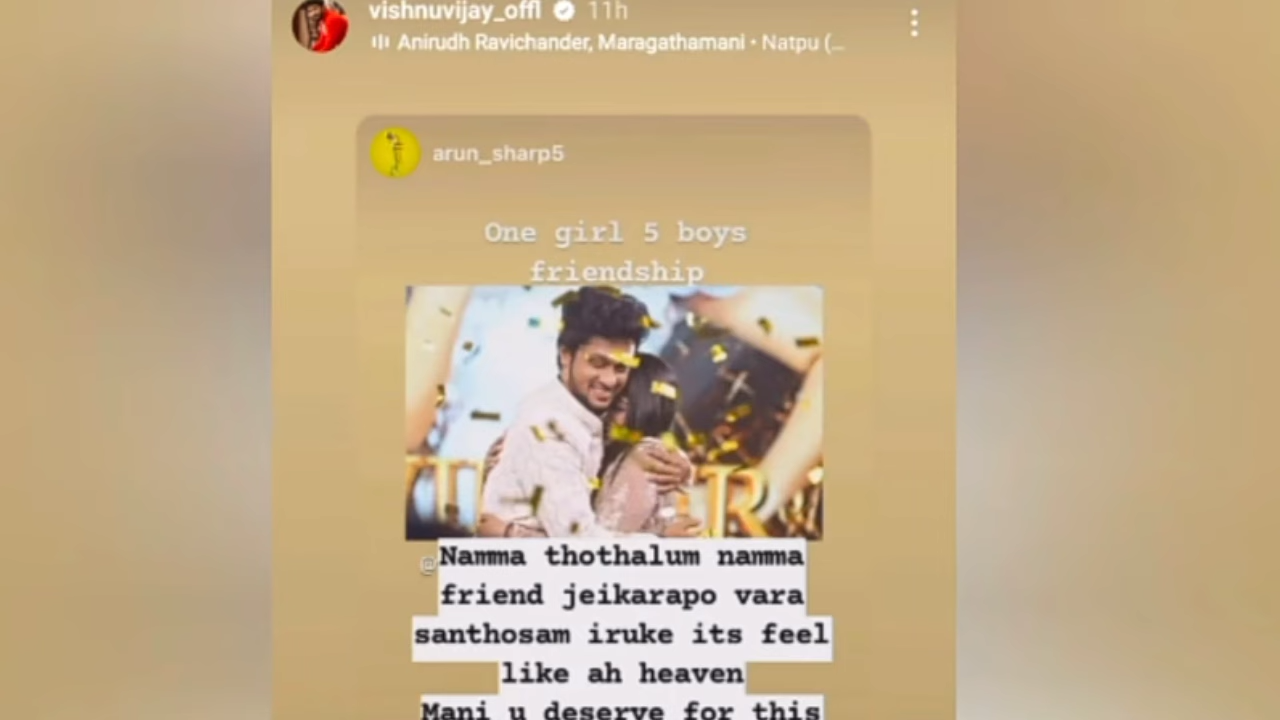 vishnuvijay_offl 11h
Anirudh Ravichander, Maragathamani • Natpu (...
arun_sharp5
One girl 5 boys
friendship
@Namma thothalum namma
friend jeikarapo vara
santhosam iruke its feel
like ah heaven
Mani u deserve for this